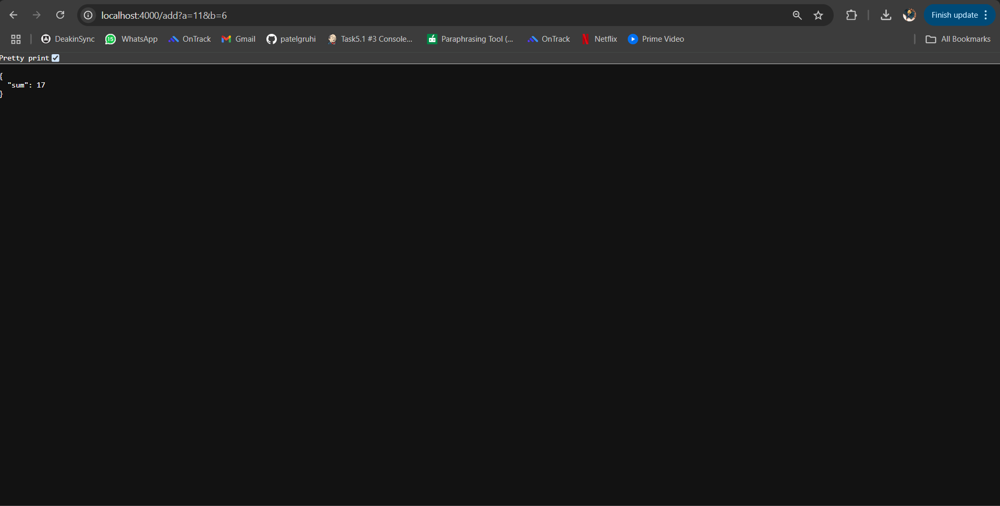 localhost:4000/add?a=11&b=6
Finish update
DeakinSync WhatsApp OnTrack Gmail patelgruhi Task5.1 #3 Console... Paraphrasing Tool (... OnTrack Netflix Prime Video All Bookmarks
15
Pretty print
{
"sum": 17
}